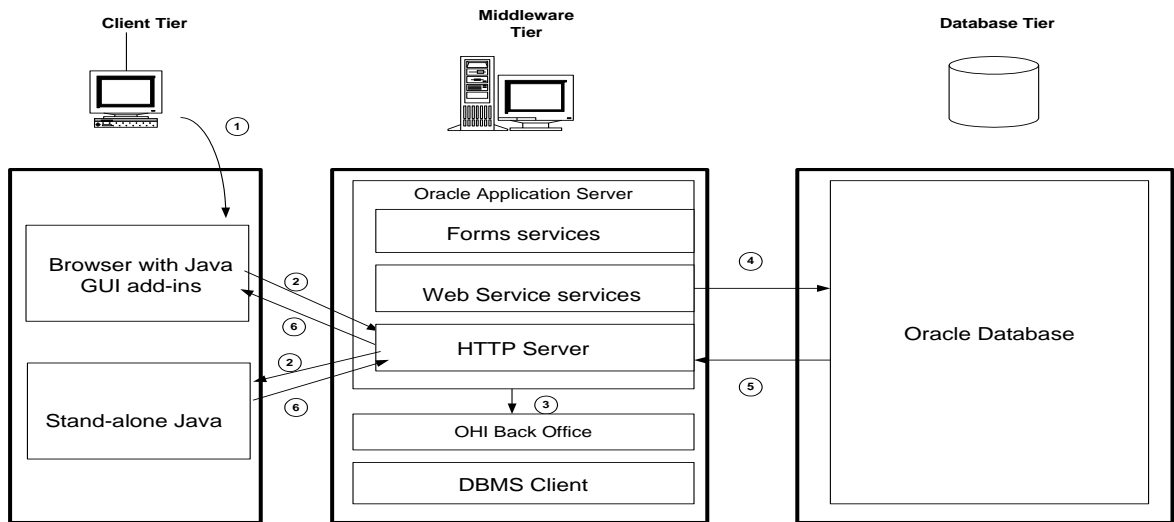 Client Tier
Middleware
Tier
Database Tier
1
Oracle Application Server
Forms services
Browser with Java
GUI add-ins
2
4
Web Service services
6
HTTP Server
Oracle Database
2
5
Stand-alone Java
6
3
OHI Back Office
DBMS Client